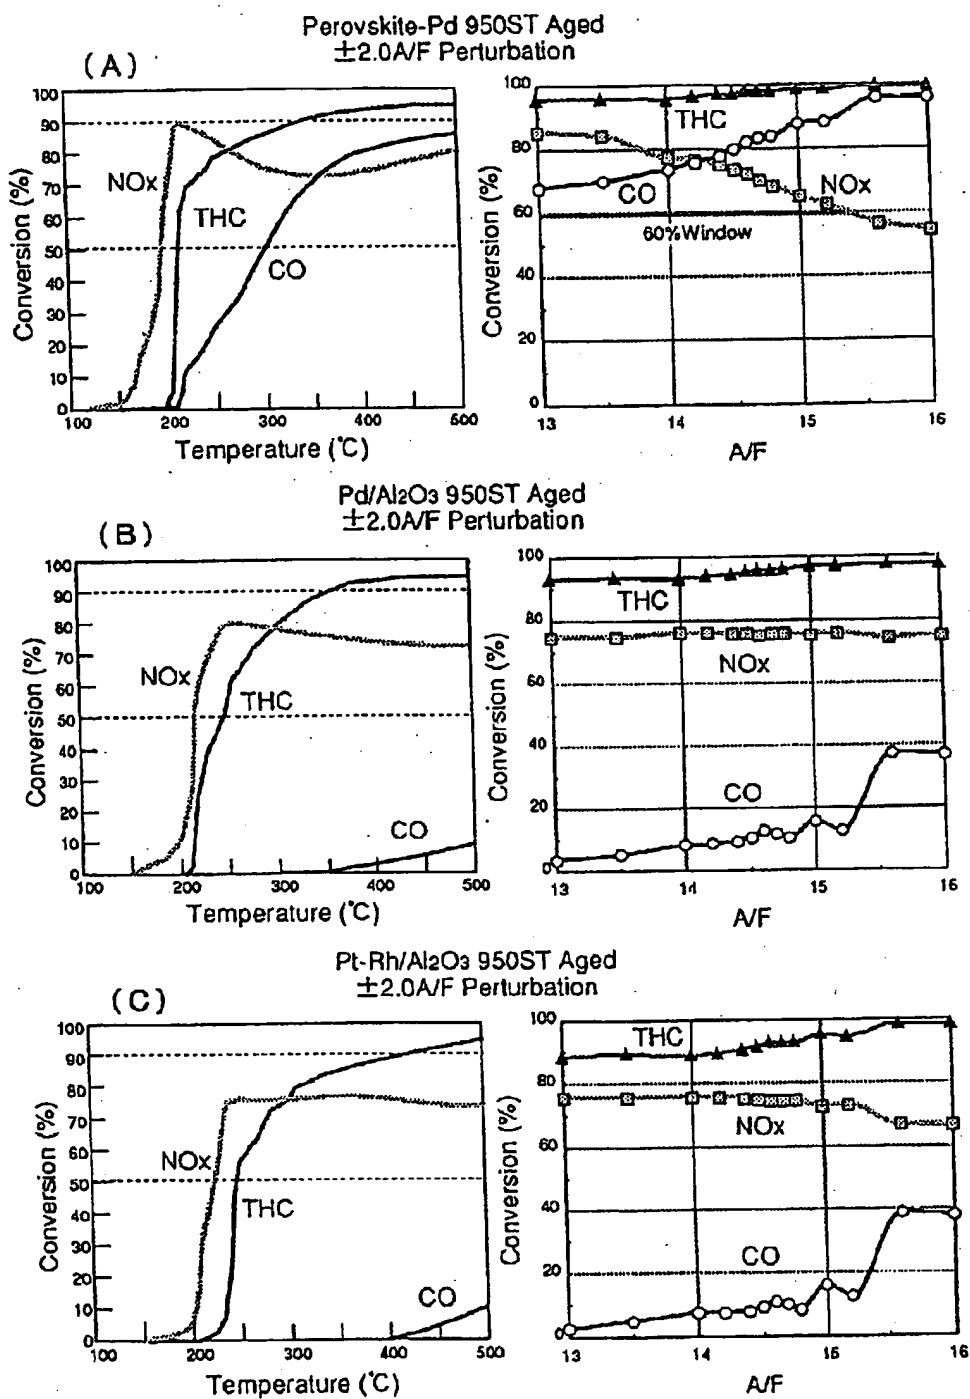 Perovskite-Pd 950ST Aged
±2.0A/F Perturbation
(A)
Conversion (%)
100
90
80
70
60
50
40
30
20
10
0
NOx
THC
CO
100 200 300 400 500
Temperature (℃)
Conversion (%)
100
80
60
40
20
0
THC
CO
NOx
60%Window
13 14 15 16
A/F
Pd/Al₂O₃ 950ST Aged
±2.0A/F Perturbation
(B)
Conversion (%)
100
90
80
70
60
50
40
30
20
10
0
NOx
THC
CO
100 200 300 400 500
Temperature (℃)
Conversion (%)
100
80
60
40
20
0
THC
NOx
CO
13 14 15 16
A/F
Pt-Rh/Al₂O₃ 950ST Aged
±2.0A/F Perturbation
(C)
Conversion (%)
100
90
80
70
60
50
40
30
20
10
0
NOx
THC
CO
100 200 300 400 500
Temperature (℃)
Conversion (%)
100
80
60
40
20
0
THC
NOx
CO
13 14 15 16
A/F